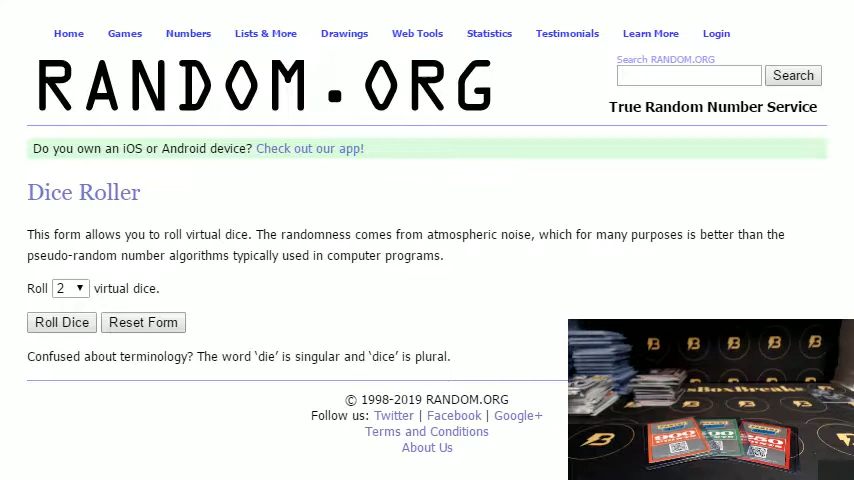 Home Games Numbers Lists & More Drawings Web Tools Statistics Testimonials Learn More Login
RANDOM.ORG
Search RANDOM.ORG
Search
True Random Number Service
Do you own an iOS or Android device? Check out our app!
Dice Roller
This form allows you to roll virtual dice. The randomness comes from atmospheric noise, which for many purposes is better than the
pseudo-random number algorithms typically used in computer programs.
Roll 2 virtual dice.
Roll Dice Reset Form
Confused about terminology? The word ‘die’ is singular and ‘dice’ is plural.
© 1998-2019 RANDOM.ORG
Follow us: Twitter | Facebook | Google+
Terms and Conditions
About Us
BoxBreaks